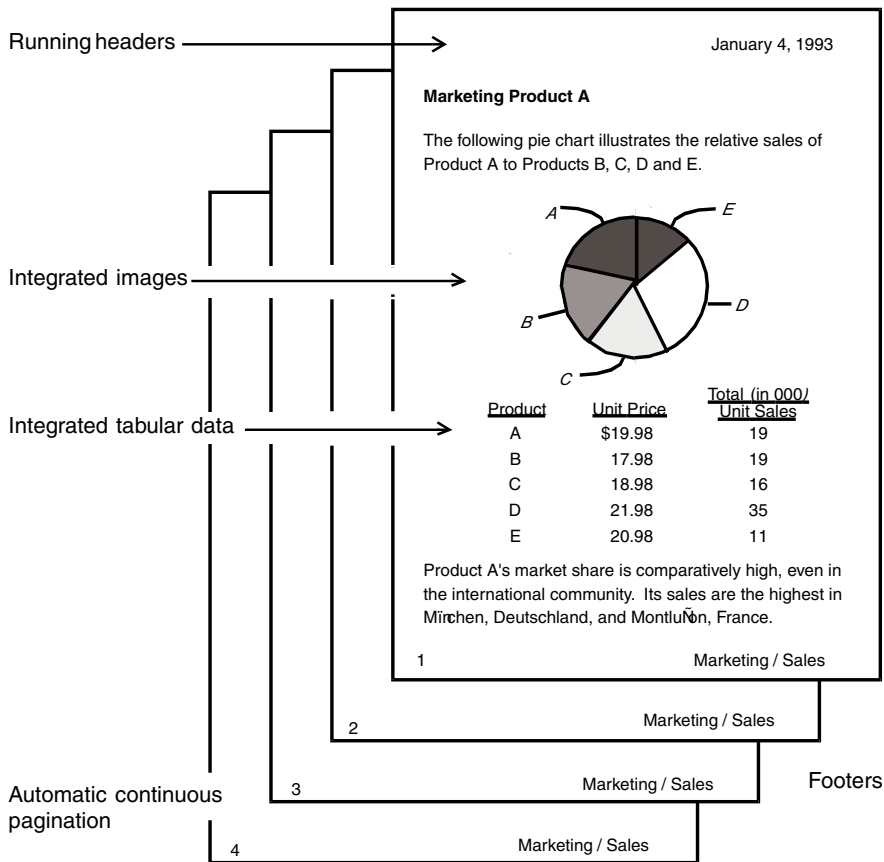 Running headers
January 4, 1993
Marketing Product A
The following pie chart illustrates the relative sales of
Product A to Products B, C, D and E.
A
E
Integrated images
D
B
C
Total (in 000)
Product Unit Price Unit Sales
Integrated tabular data
A $19.98 19
B 17.98 19
C 18.98 16
D 21.98 35
E 20.98 11
Product A's market share is comparatively high, even in
the international community. Its sales are the highest in
Deutschland, and France.
1 Marketing / Sales
2 Marketing / Sales
3 Marketing / Sales
Footers
Automatic continuous
pagination
4 Marketing / Sales